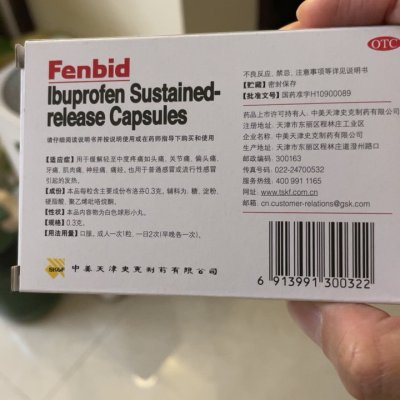 Fenbid
Ibuprofen Sustained-
release Capsules
请仔细阅读说明书并按说明使用或在药师指导下购买和使用
【适应症】用于缓解轻至中度疼痛如头痛、关节痛、偏头痛、
牙痛、肌肉痛、神经痛、痛经。也用于普通感冒或流行性感冒
引起的发热。
【成份】本品每粒含主要成份布洛芬0.3克，辅料为：糖、淀粉、
硬脂酸、聚乙烯吡咯烷酮。
【性状】本品内容物为白色球形小丸。
【规格】0.3克。
【用法用量】口服，成人一次1粒，一日2次(早晚各一次)。
中美天津史克制药有限公司
OTC
不良反应、禁忌、注意事项等详见说明书
【贮藏】密封保存
【批准文号】国药准字H10900089
药品上市许可持有人：中美天津史克制药有限公司
注册地址：天津市东丽区程林庄工业区
企业名称：中美天津史克制药有限公司
生产地址：天津市东丽区程林庄道澄州路口
邮政编码：300163
传真号码：022-24700532
服务热线：400 991 1165
网址：www.tskf.com.cn
邮箱：cn.customer-relations@gsk.com
6 913991 300322